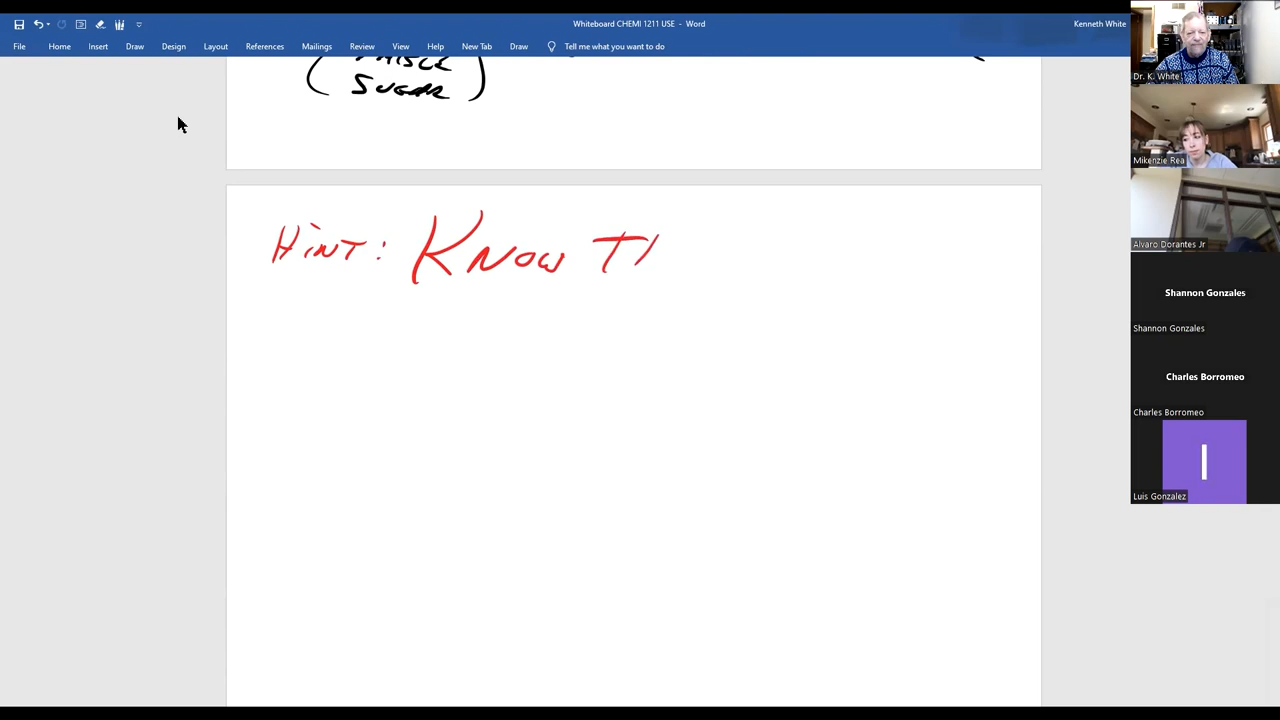 Whiteboard CHEMI 1211 USE - Word
Kenneth White
File Home Insert Draw Design Layout References Mailings Review View Help New Tab Draw Tell me what you want to do
SUGAR
HINT: KNOW
Dr. K. White
Mikenzie Rea
Alvaro Dorantes Jr
Shannon Gonzales
Shannon Gonzales
Charles Borromeo
Charles Borromeo
I
Luis Gonzalez